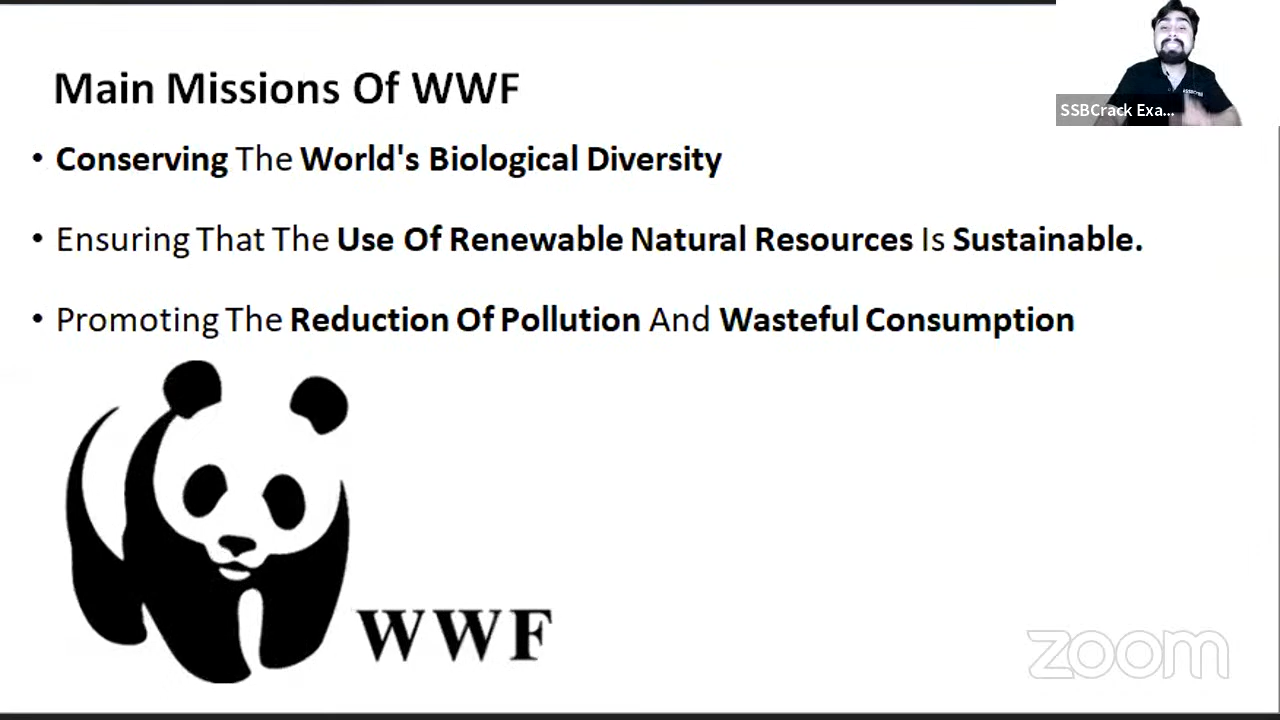 Main Missions Of WWF
SSBCrack Exa...
• Conserving The World's Biological Diversity
• Ensuring That The Use Of Renewable Natural Resources Is Sustainable.
• Promoting The Reduction Of Pollution And Wasteful Consumption
WWF
zoom